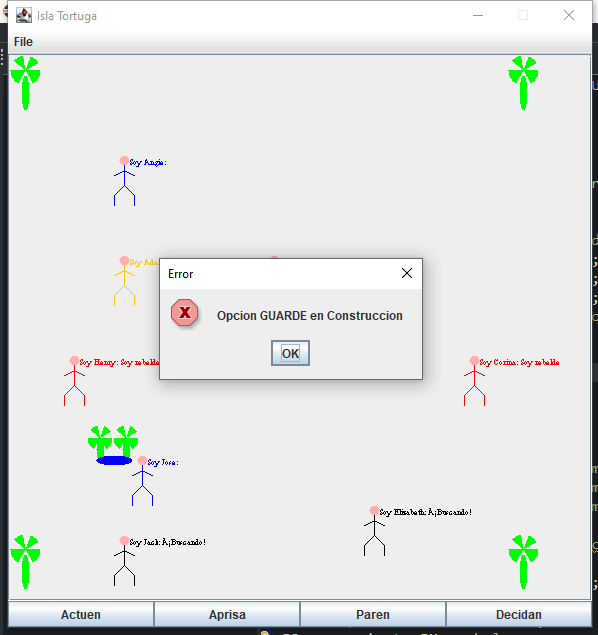 Isla Tortuga
File
Soy Angie:
Soy
Error
Opcion GUARDE en Construccion
OK
Soy Henry: Soy rebelde
Soy Corina: Soy rebelde
Soy Jose:
Soy Elizabeth: Â¡Buscando!
Soy Jack: Â¡Buscando!
Actuen
Aprisa
Paren
Decidan